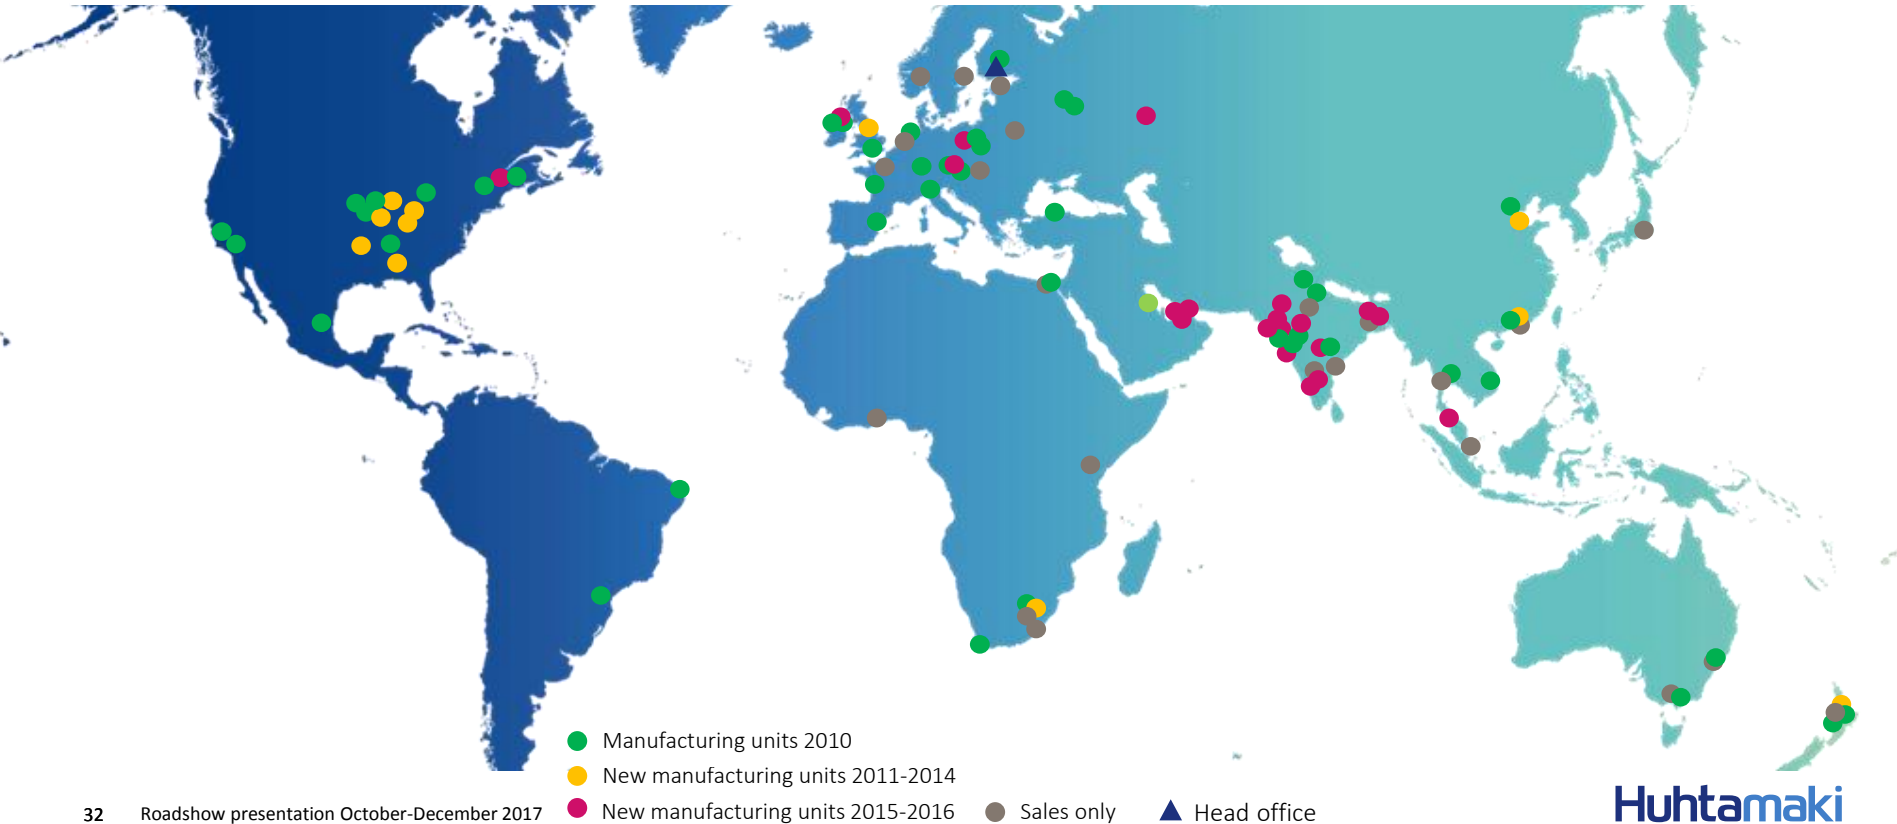 Manufacturing units 2010
New manufacturing units 2011-2014
New manufacturing units 2015-2016
Sales only
Head office
32
Roadshow presentation October-December 2017
Huhtamaki